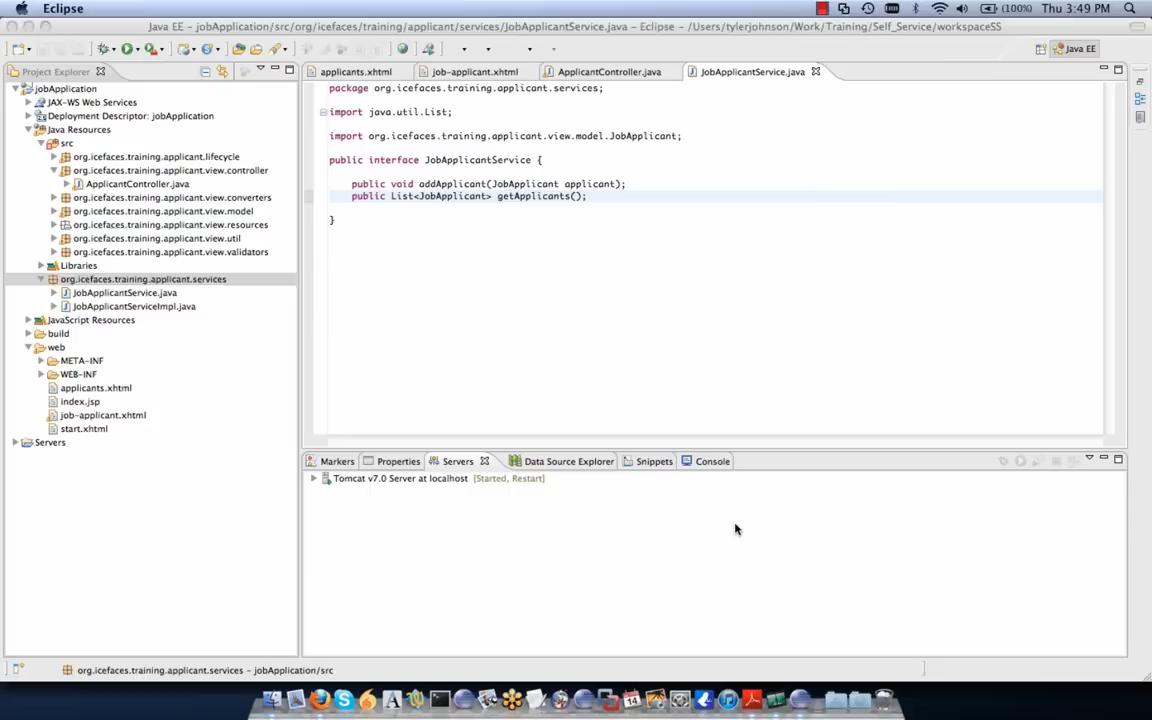 Eclipse
(100%)
Thu 3:49 PM
Java EE - jobApplication/src/org/icefaces/training/applicant/services/JobApplicantService.java - Eclipse - /Users/tylerjohnson/Work/Training/Self_Service/workspaceSS
Java EE
Project Explorer
applicants.xhtml
job-applicant.xhtml
ApplicantController.java
JobApplicantService.java
jobApplication
JAX-WS Web Services
Deployment Descriptor: jobApplication
Java Resources
src
org.icefaces.training.applicant.lifecycle
org.icefaces.training.applicant.view.controller
ApplicantController.java
org.icefaces.training.applicant.view.converters
org.icefaces.training.applicant.view.model
org.icefaces.training.applicant.view.resources
org.icefaces.training.applicant.view.util
org.icefaces.training.applicant.view.validators
Libraries
org.icefaces.training.applicant.services
JobApplicantService.java
JobApplicantServiceImpl.java
JavaScript Resources
build
web
META-INF
WEB-INF
applicants.xhtml
index.jsp
job-applicant.xhtml
start.xhtml
Servers
package org.icefaces.training.applicant.services;
import java.util.List;
import org.icefaces.training.applicant.view.model.JobApplicant;
public interface JobApplicantService {
public void addApplicant(JobApplicant applicant);
public List<JobApplicant> getApplicants();
}
Markers
Properties
Servers
Data Source Explorer
Snippets
Console
Tomcat v7.0 Server at localhost [Started, Restart]
org.icefaces.training.applicant.services - jobApplication/src